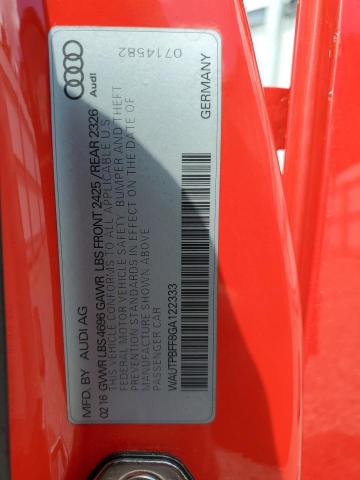 MFD. BY AUDI AG
02'16 GVWR LBS 4696 GAWR LBS FRONT 2425 / REAR 2326
THIS VEHICLE CONFORMS TO ALL APPLICABLE U S
FEDERAL MOTOR VEHICLE SAFETY, BUMPER AND THEFT
PREVENTION STANDARDS IN EFFECT ON THE DATE OF
MANUFACTURE SHOWN ABOVE
PASSENGER CAR
WAUTPBFF8GA122333
GERMANY
Audi
0714582